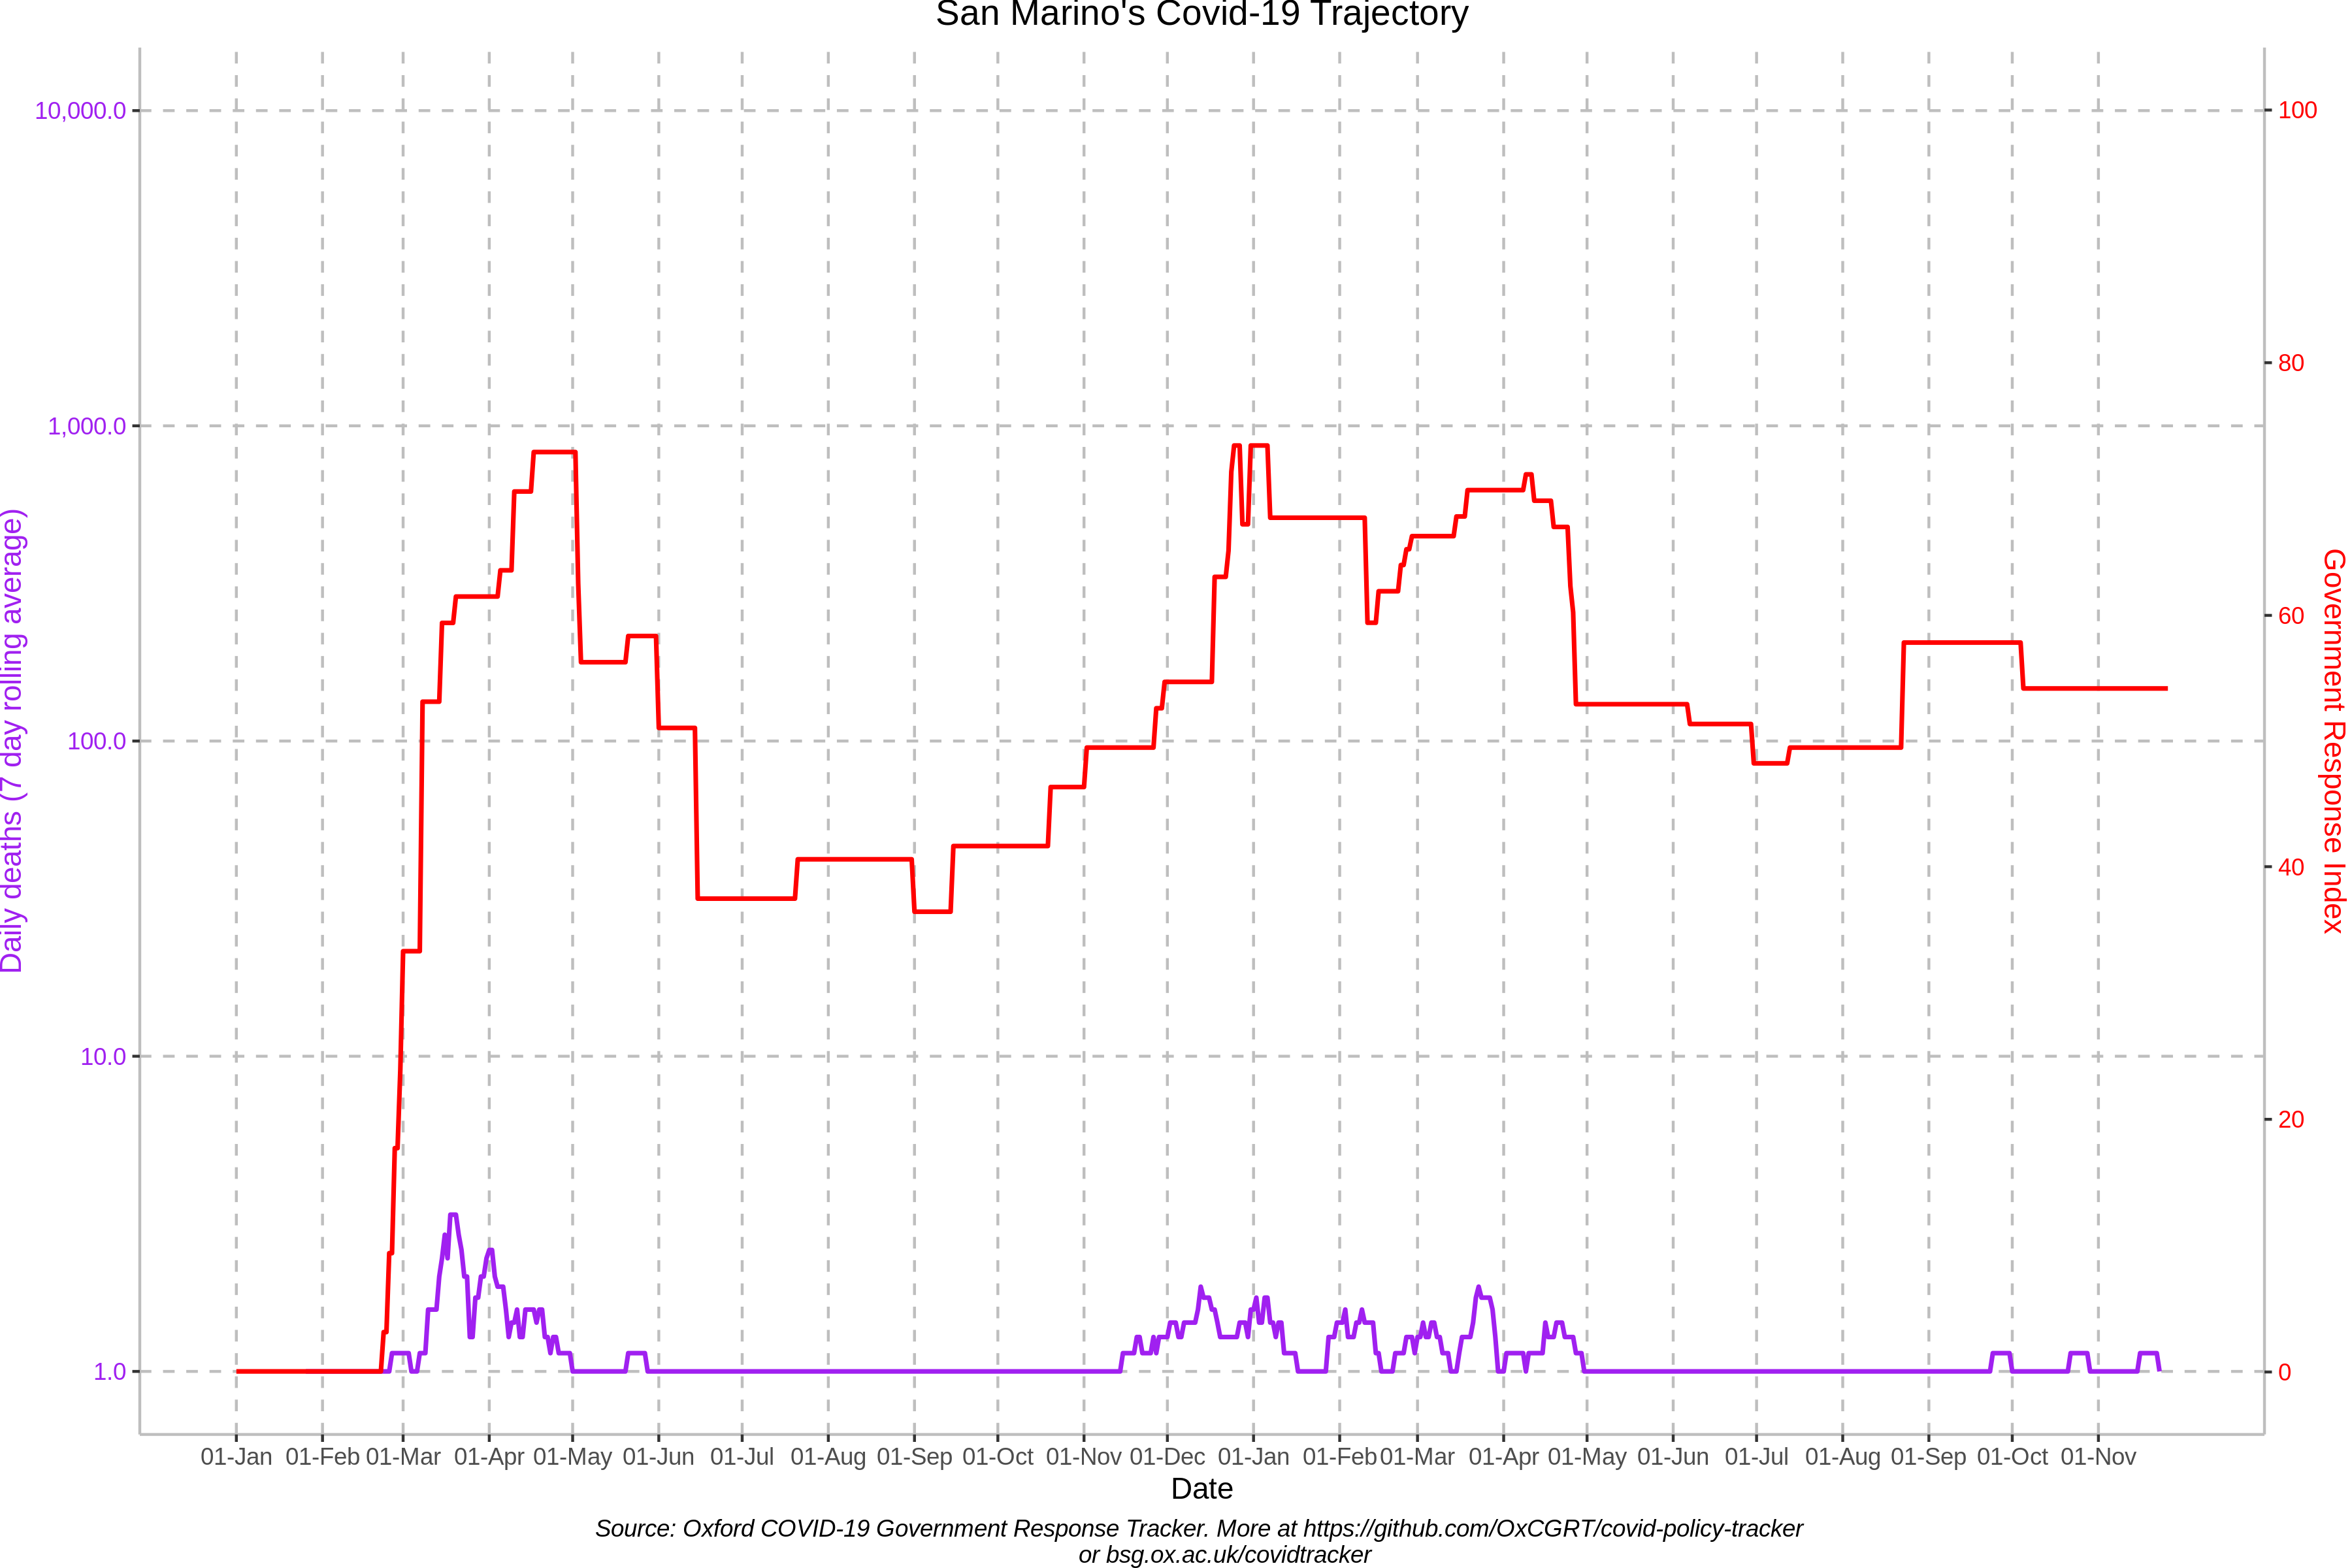 San Marino's Covid-19 Trajectory
10,000.0
1,000.0
100.0
10.0
1.0
Daily deaths (7 day rolling average)
100
80
60
40
20
0
Government Response Index
01-Jan 01-Feb 01-Mar 01-Apr 01-May 01-Jun 01-Jul 01-Aug 01-Sep 01-Oct 01-Nov 01-Dec 01-Jan 01-Feb 01-Mar 01-Apr 01-May 01-Jun 01-Jul 01-Aug 01-Sep 01-Oct 01-Nov
Date
Source: Oxford COVID-19 Government Response Tracker. More at https://github.com/OxCGRT/covid-policy-tracker
or bsg.ox.ac.uk/covidtracker